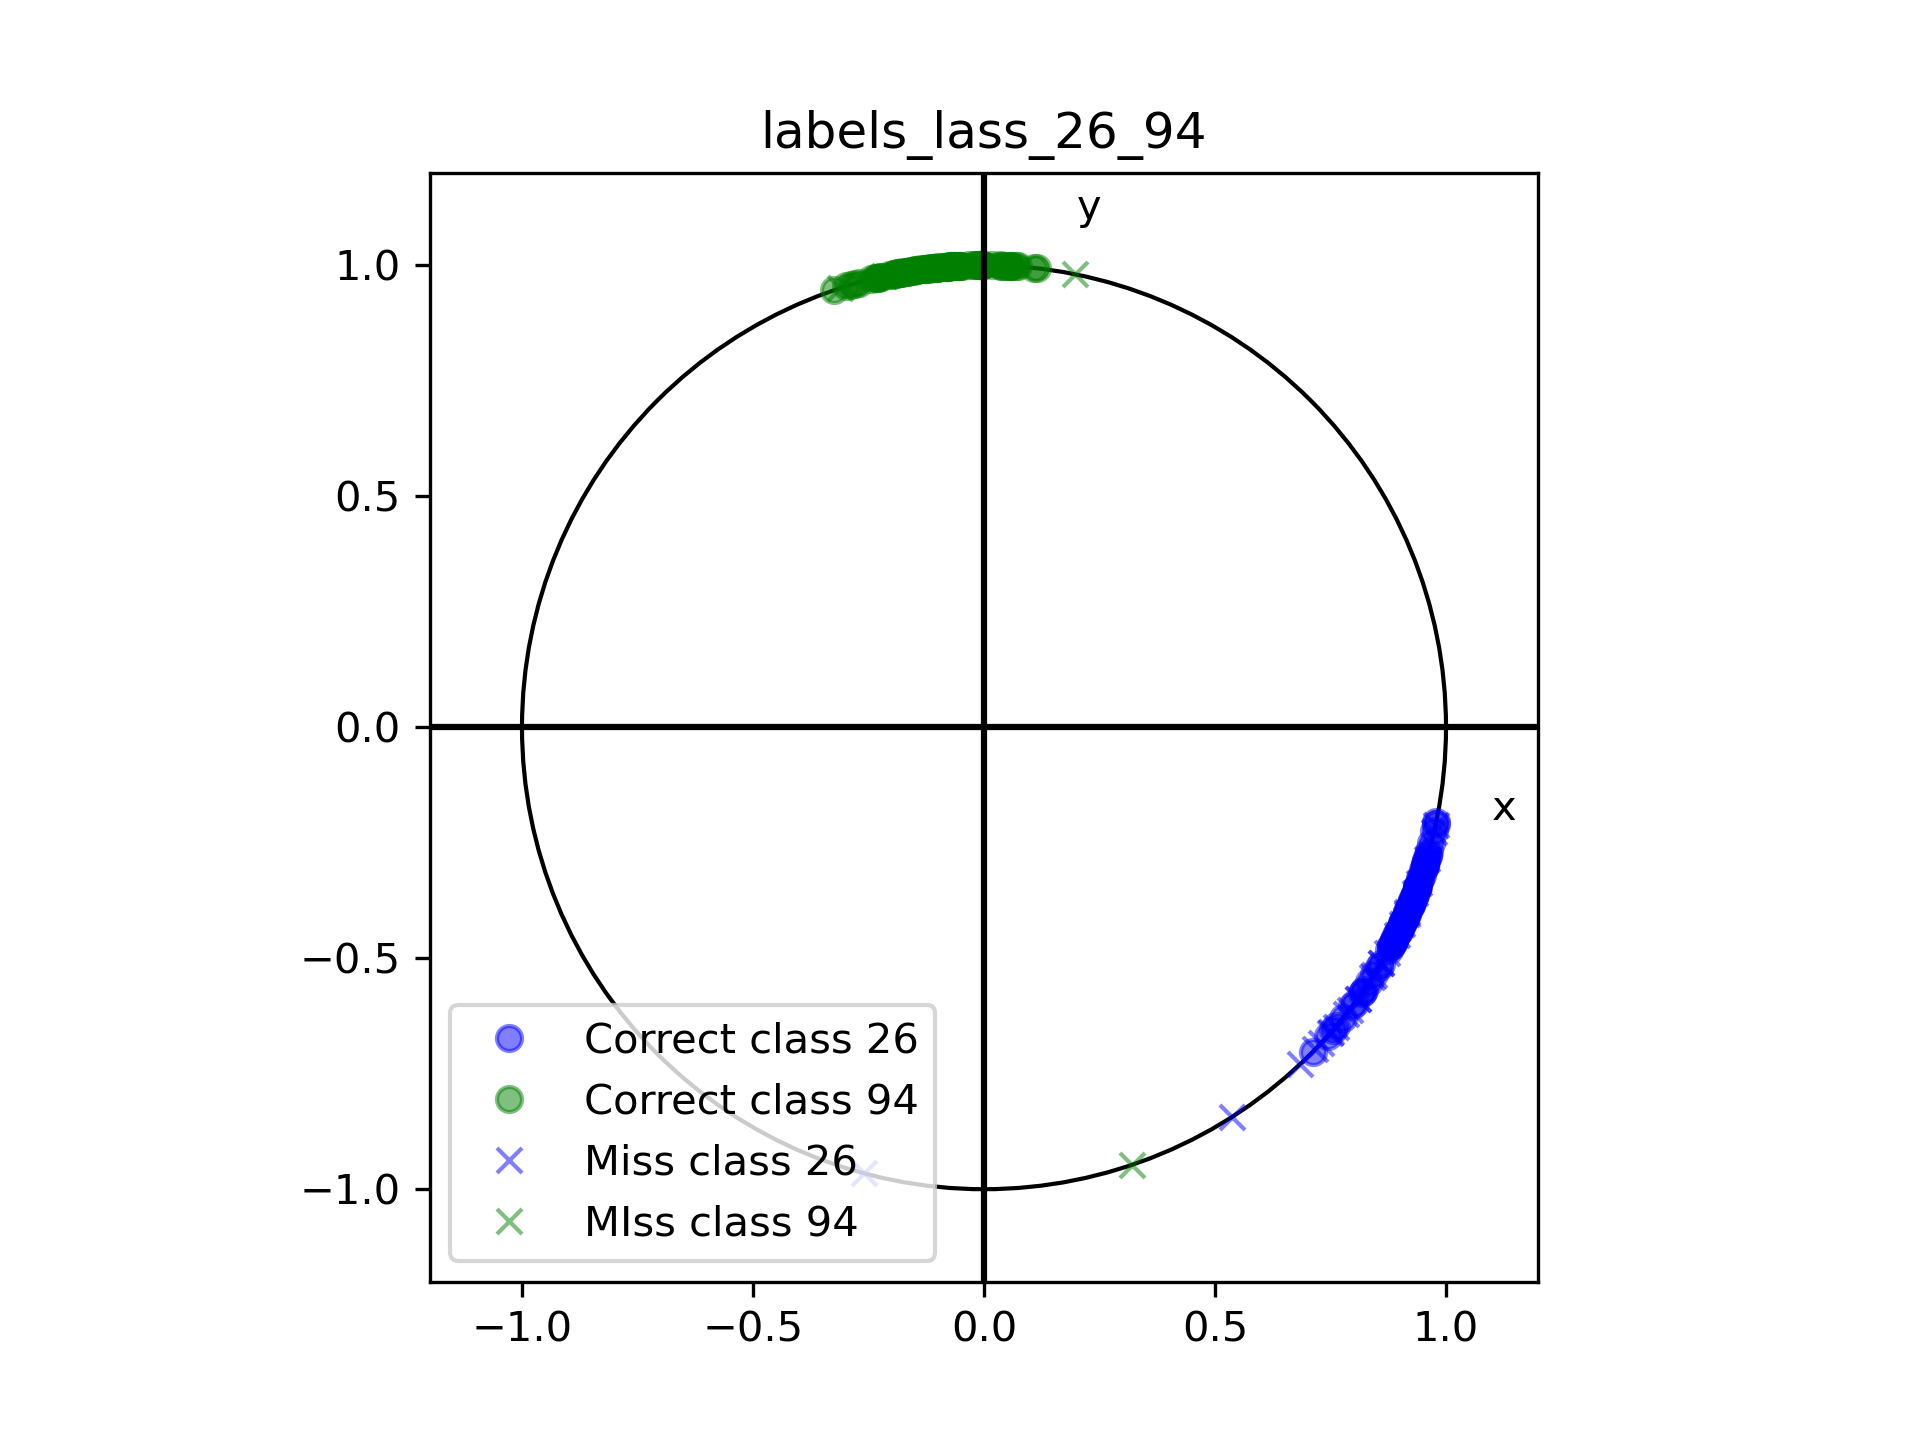 labels_lass_26_94
y
1.0
0.5
0.0
x
−0.5
−1.0
Correct class 26
Correct class 94
Miss class 26
MIss class 94
−1.0 −0.5 0.0 0.5 1.0